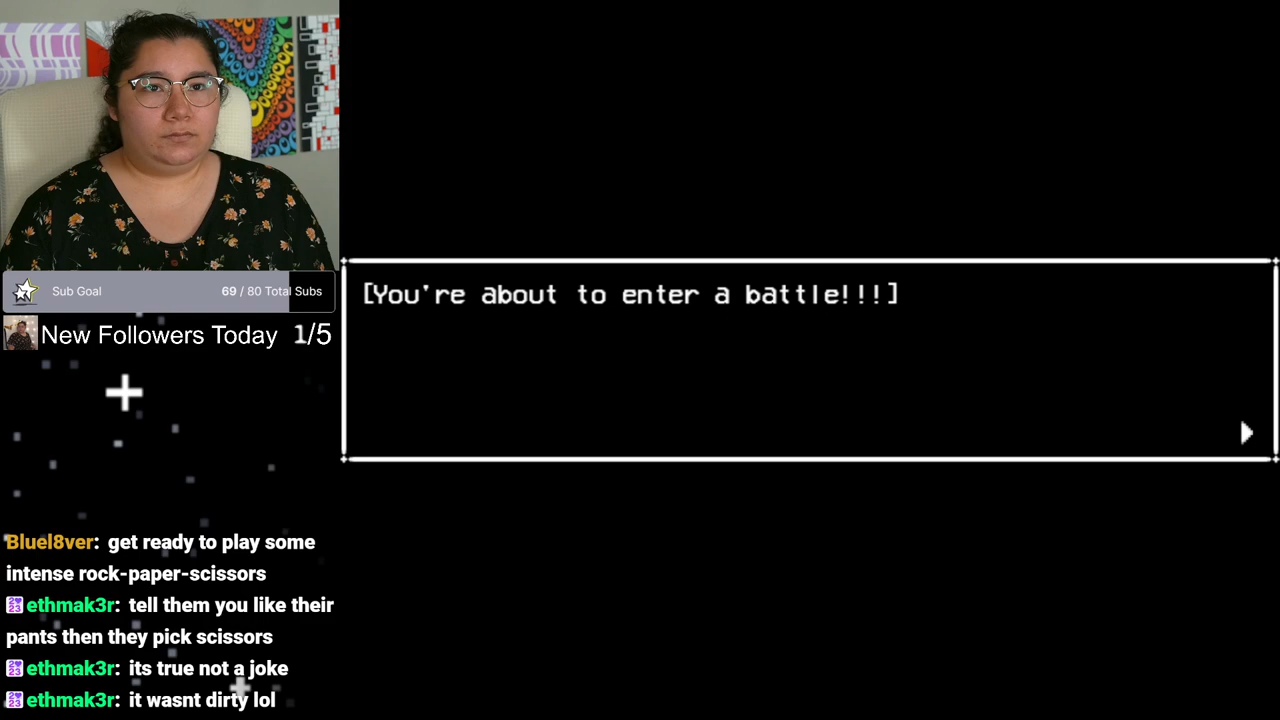 Sub Goal 69 / 80 Total Subs
New Followers Today 1/5
[You're about to enter a battle!!!]
Bluel8ver: get ready to play some
intense rock-paper-scissors
ethmak3r: tell them you like their
pants then they pick scissors
ethmak3r: its true not a joke
ethmak3r: it wasnt dirty lol